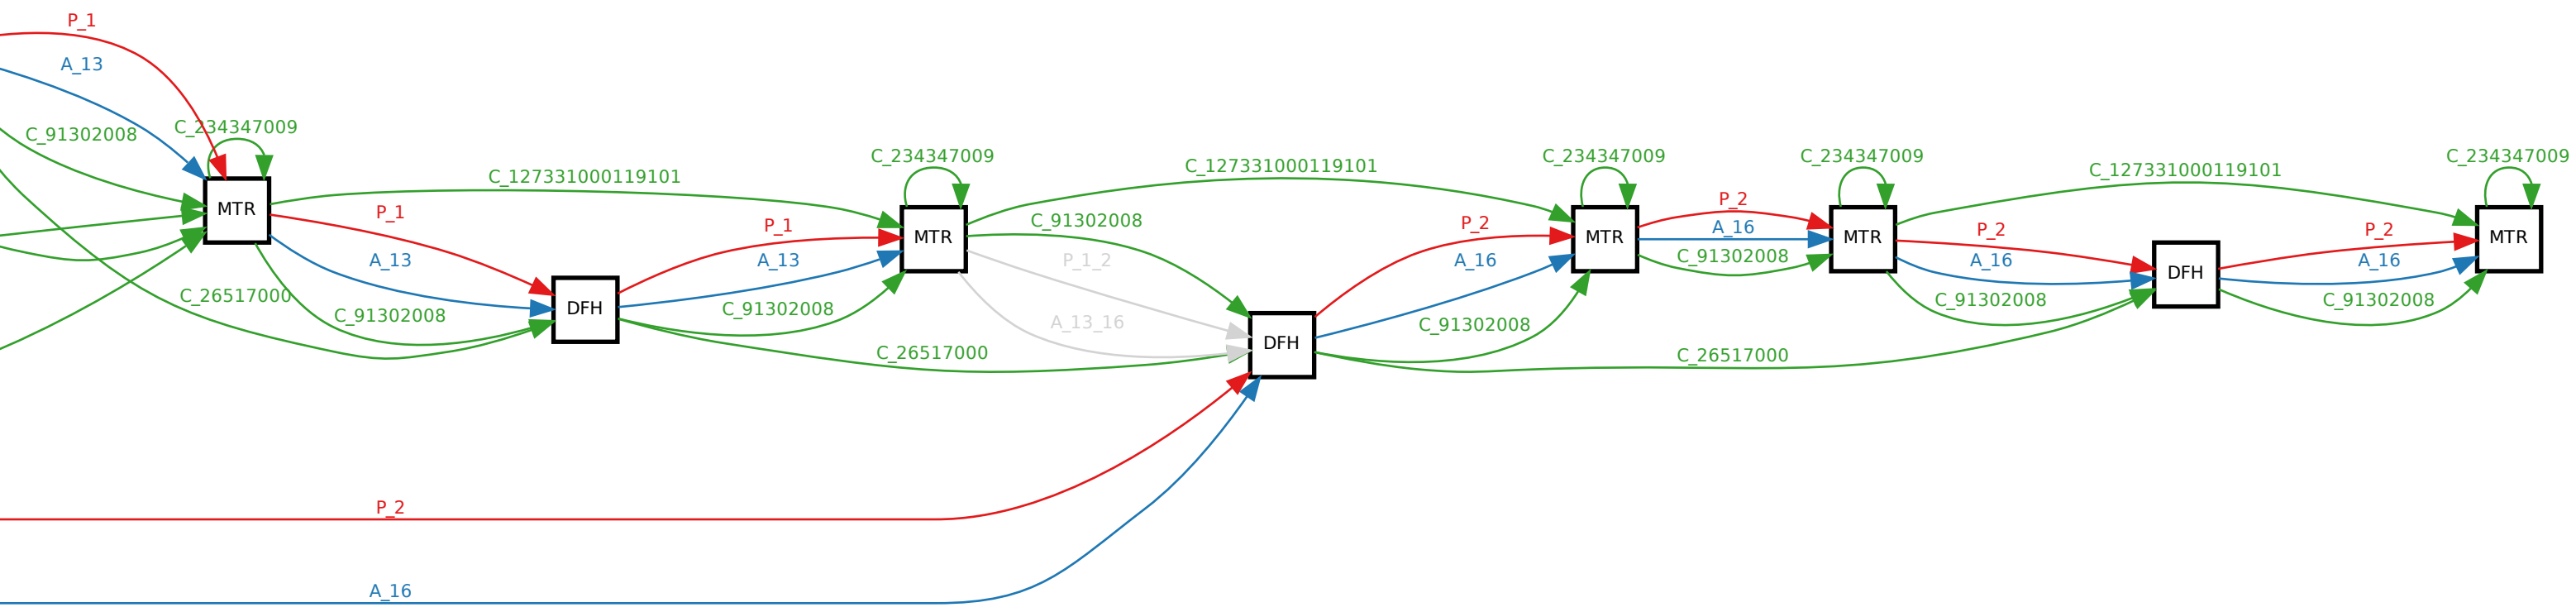 P_1
A_13
C_91302008
C_234347009
MTR
C_26517000
C_127331000119101
P_1
A_13
C_91302008
DFH
P_1
A_13
C_91302008
C_26517000
C_234347009
MTR
C_127331000119101
C_91302008
P_1_2
A_13_16
DFH
P_2
A_16
P_2
A_16
C_91302008
C_26517000
C_234347009
MTR
P_2
A_16
C_91302008
C_234347009
MTR
C_127331000119101
P_2
A_16
C_91302008
DFH
P_2
A_16
C_91302008
C_234347009
MTR